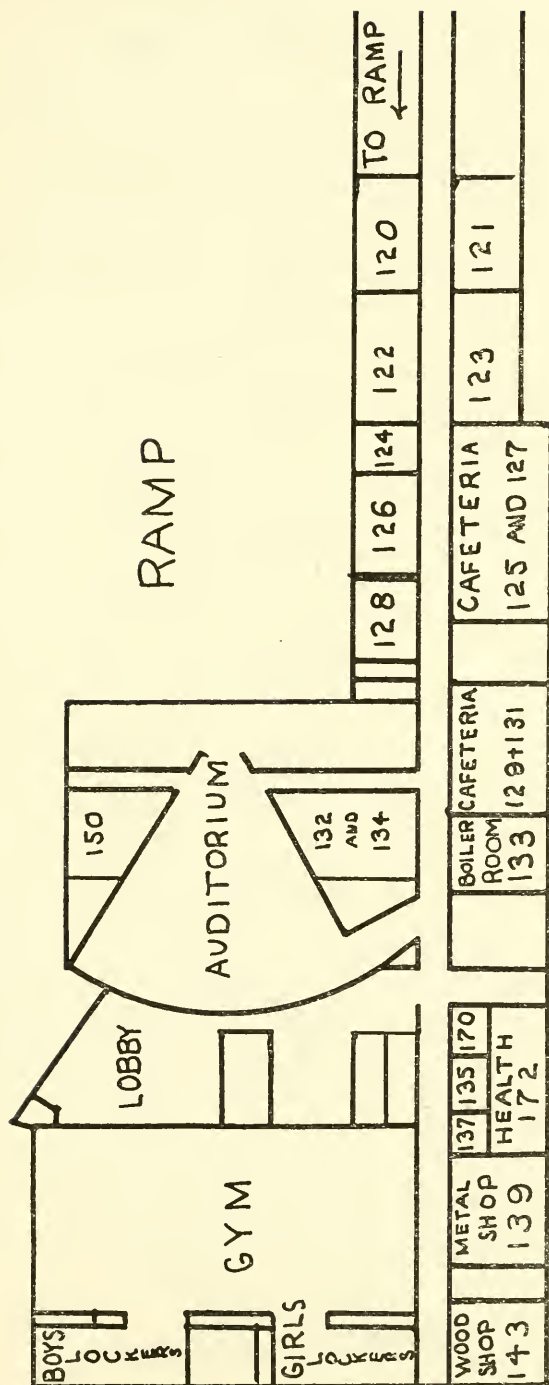 TO RAMP
120
122
124
126
128
RAMP
121
123
CAFETERIA
125 AND 127
CAFETERIA
129+131
BOILER
ROOM
133
150
AUDITORIUM
132
AND
134
LOBBY
170
135
137
HEALTH
172
GYM
METAL
SHOP
139
BOYS
LOCKERS
GIRLS
LOCKERS
WOOD
SHOP
143